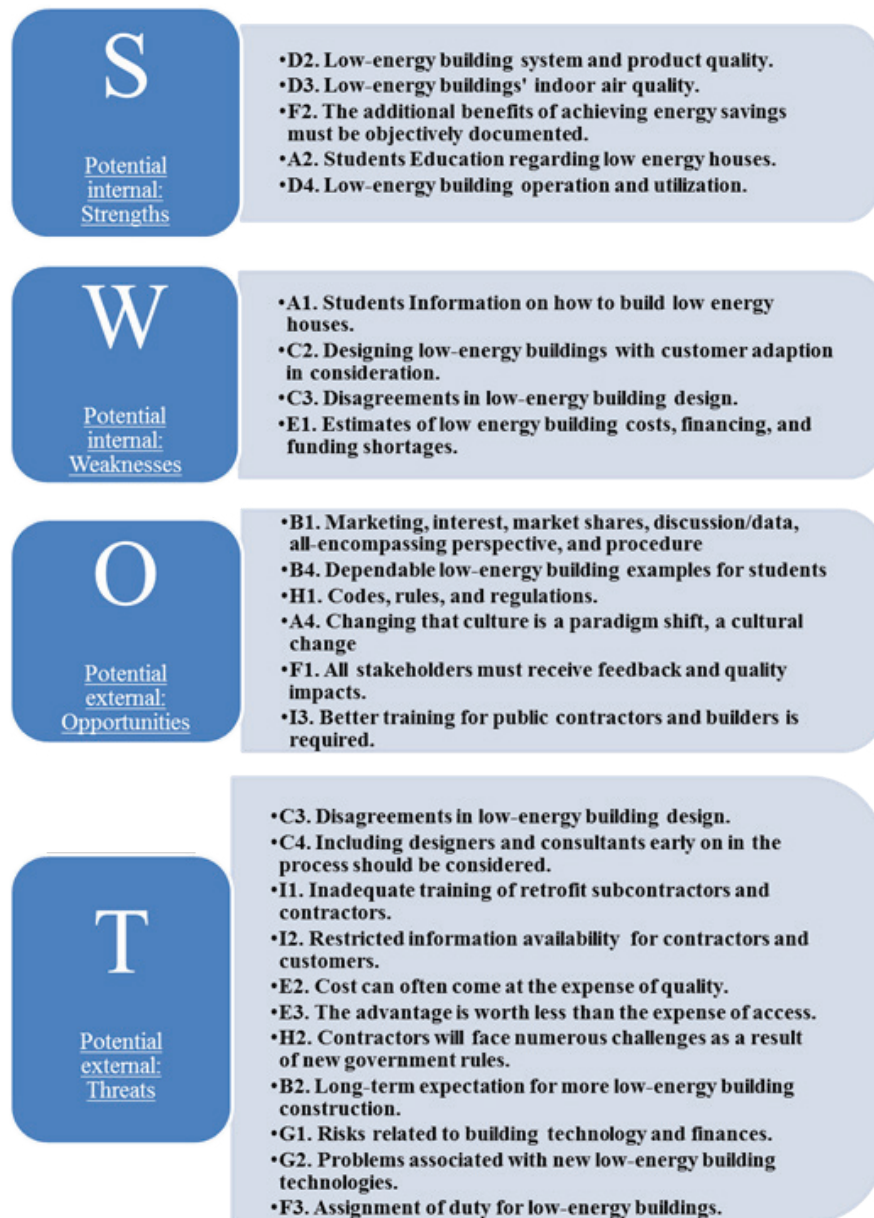 S
Potential
internal:
Strengths
•D2. Low-energy building system and product quality.
•D3. Low-energy buildings' indoor air quality.
•F2. The additional benefits of achieving energy savings
must be objectively documented.
•A2. Students Education regarding low energy houses.
•D4. Low-energy building operation and utilization.
W
Potential
internal:
Weaknesses
•A1. Students Information on how to build low energy
houses.
•C2. Designing low-energy buildings with customer adaption
in consideration.
•C3. Disagreements in low-energy building design.
•E1. Estimates of low energy building costs, financing, and
funding shortages.
O
Potential
external:
Opportunities
•B1. Marketing, interest, market shares, discussion/data,
all-encompassing perspective, and procedure
•B4. Dependable low-energy building examples for students
•H1. Codes, rules, and regulations.
•A4. Changing that culture is a paradigm shift, a cultural
change
•F1. All stakeholders must receive feedback and quality
impacts.
•I3. Better training for public contractors and builders is
required.
T
Potential
external:
Threats
•C3. Disagreements in low-energy building design.
•C4. Including designers and consultants early on in the
process should be considered.
•I1. Inadequate training of retrofit subcontractors and
contractors.
•I2. Restricted information availability for contractors and
customers.
•E2. Cost can often come at the expense of quality.
•E3. The advantage is worth less than the expense of access.
•H2. Contractors will face numerous challenges as a result
of new government rules.
•B2. Long-term expectation for more low-energy building
construction.
•G1. Risks related to building technology and finances.
•G2. Problems associated with new low-energy building
technologies.
•F3. Assignment of duty for low-energy buildings.